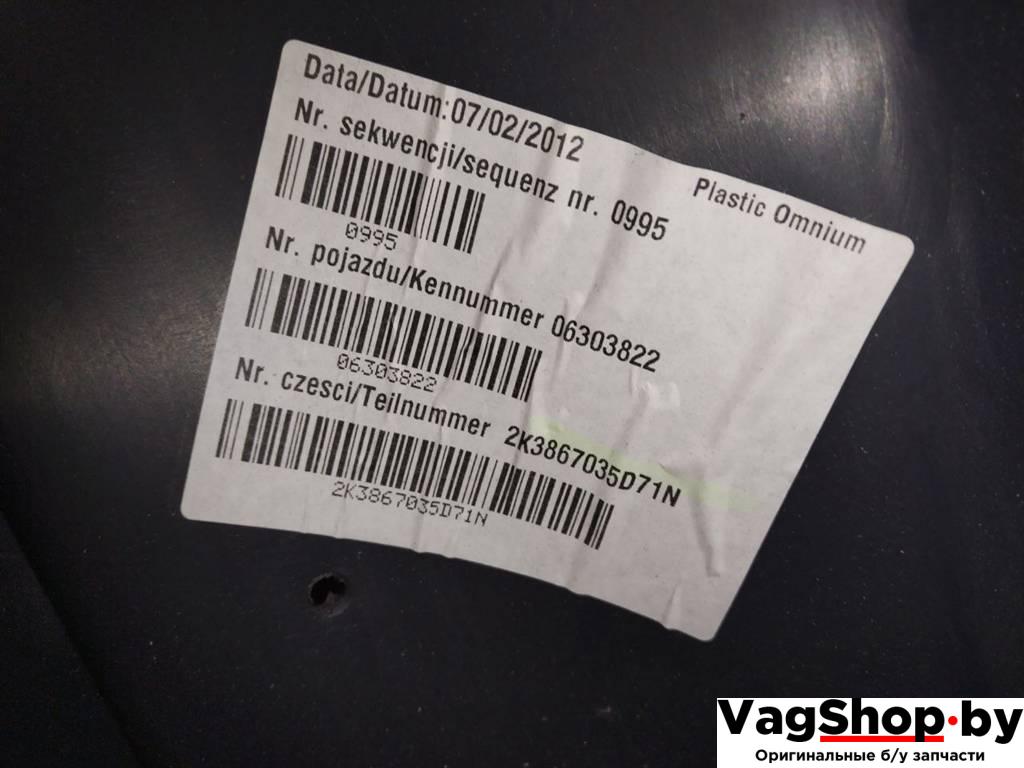 Data/Datum:07/02/2012
Plastic Omnium
Nr. sekwencji/sequenz nr. 0995
0995
Nr. pojazdu/Kennummer 06303822
06303822
Nr. czesci/Teilnummer 2K3867035D71N
2K3867035D71N
VagShop·by
Оригинальные б/у запчасти